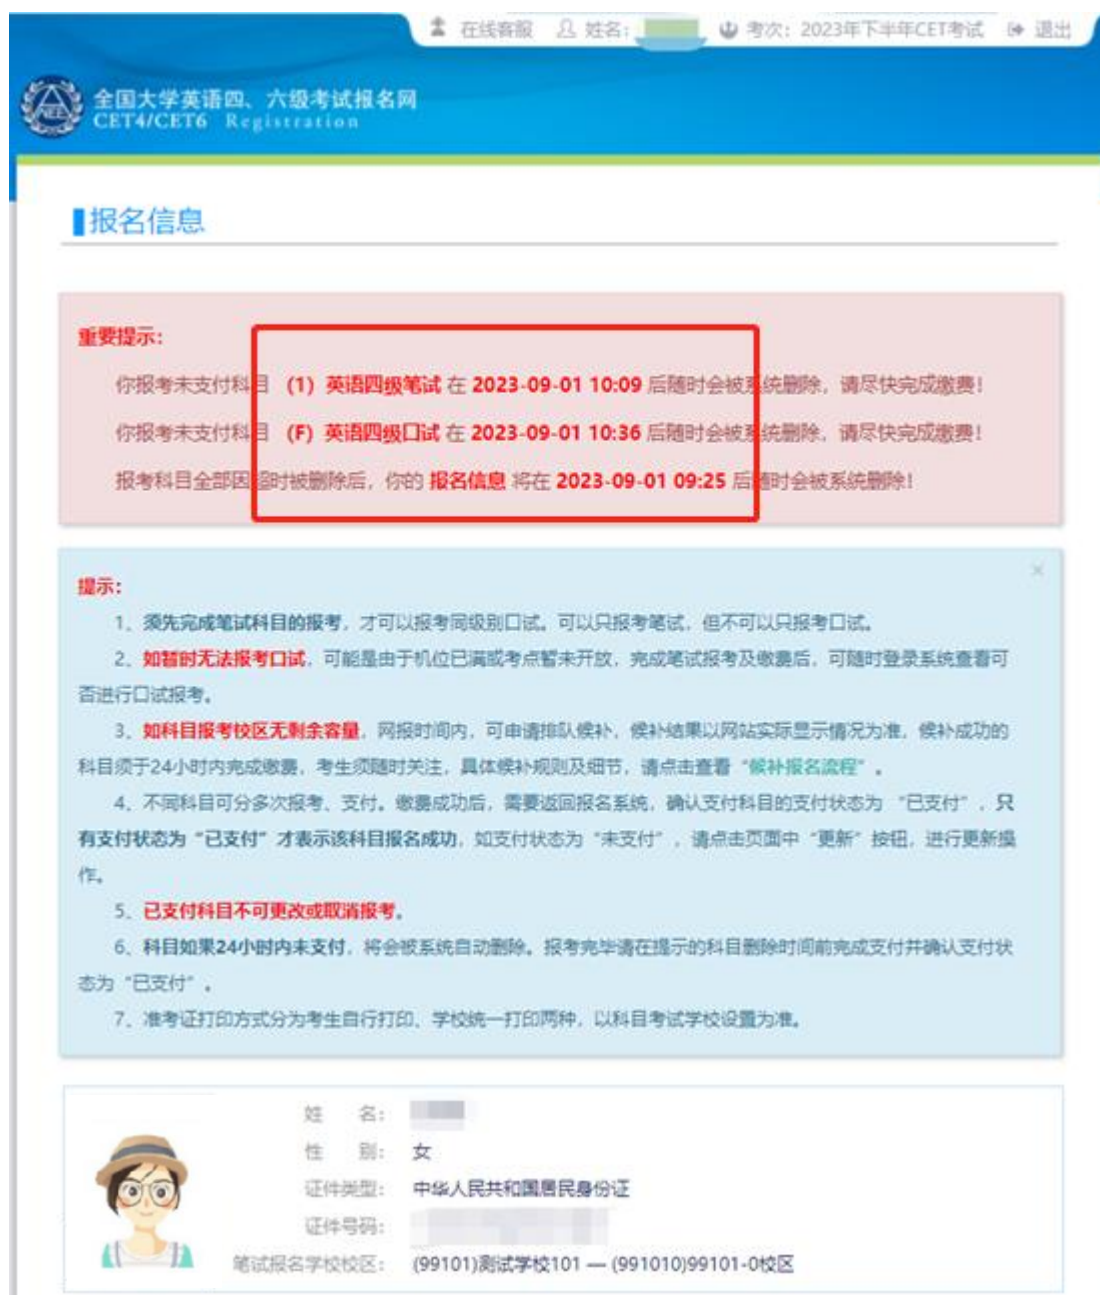 在线客服 姓名: 考次: 2023年下半年CET考试 退出
全国大学英语四、六级考试报名网
CET4/CET6 Registration
报名信息
重要提示:
你报考未支付科目 (1) 英语四级笔试 在 2023-09-01 10:09 后随时会被系统删除，请尽快完成缴费!
你报考未支付科目 (F) 英语四级口试 在 2023-09-01 10:36 后随时会被系统删除，请尽快完成缴费!
报考科目全部因超时被删除后，你的 报名信息 将在 2023-09-01 09:25 后随时会被系统删除!
提示:
1、须先完成笔试科目的报考，才可以报考同级别口试。可以只报考笔试，但不可以只报考口试。
2、如暂时无法报考口试，可能是由于机位已满或考点暂未开放，完成笔试报考及缴费后，可随时登录系统查看可
否进行口试报考。
3、如科目报考校区无剩余容量，网报时间内，可申请排队候补，候补结果以网站实际显示情况为准，候补成功的
科目须于24小时内完成缴费，考生须随时关注，具体候补规则及细节，请点击查看“候补报名流程”。
4、不同科目可分多次报考、支付。缴费成功后，需要返回报名系统，确认支付科目的支付状态为 “已支付”，只
有支付状态为“已支付”才表示该科目报名成功，如支付状态为“未支付”，请点击页面中“更新”按钮，进行更新操
作。
5、已支付科目不可更改或取消报考。
6、科目如果24小时内未支付，将会被系统自动删除。报考完毕请在提示的科目删除时间前完成支付并确认支付状
态为“已支付”。
7、准考证打印方式分为考生自行打印、学校统一打印两种，以科目考试学校设置为准。
姓 名:
性 别: 女
证件类型: 中华人民共和国居民身份证
证件号码:
笔试报名学校校区: (99101)测试学校101 — (991010)99101-0校区